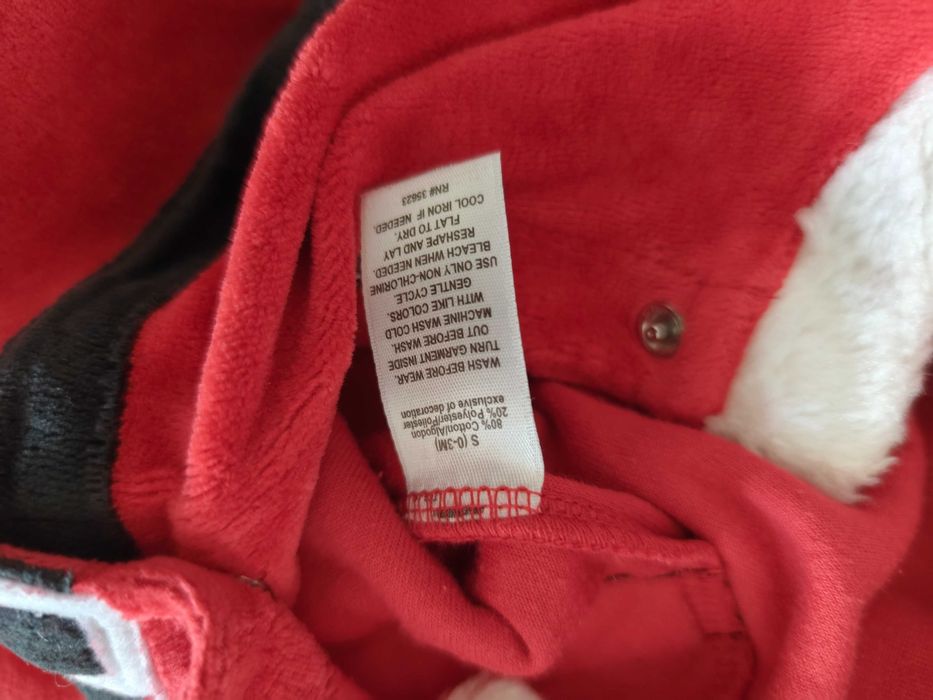 S (0-3M)
80% Cotton/Algodon
20% Polyester/Poliester
exclusive of decoration
WASH BEFORE WEAR.
TURN GARMENT INSIDE
OUT BEFORE WASH.
MACHINE WASH COLD
WITH LIKE COLORS.
GENTLE CYCLE.
USE ONLY NON-CHLORINE
BLEACH WHEN NEEDED.
RESHAPE AND LAY
FLAT TO DRY.
COOL IRON IF NEEDED.
RN# 35623